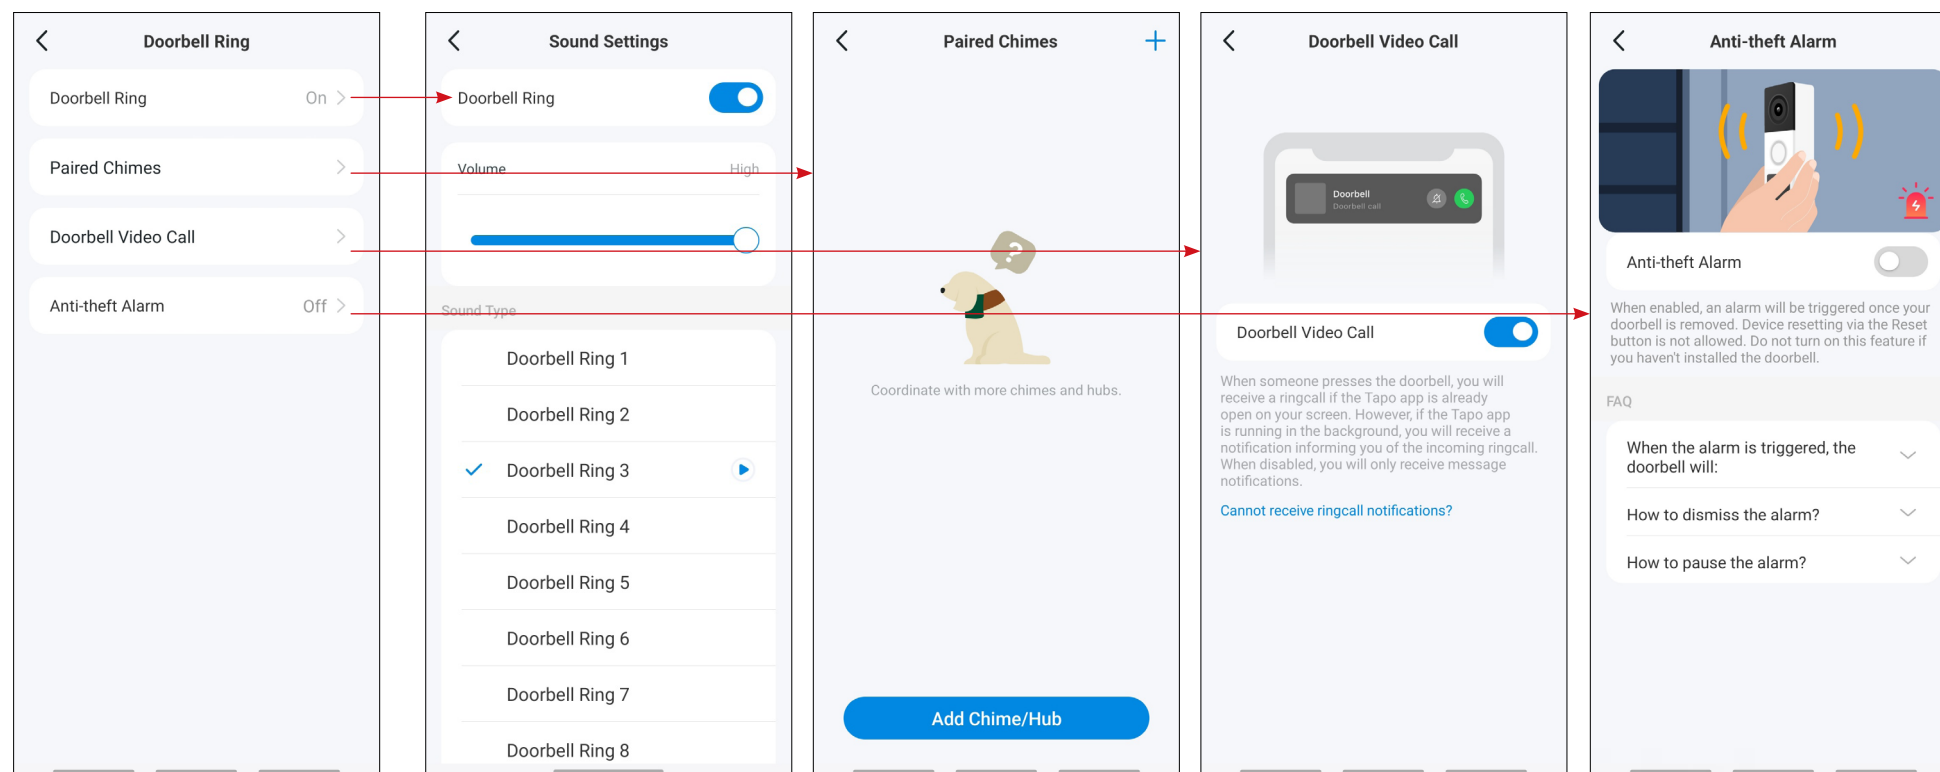 Doorbell Ring
Doorbell Ring
On
Paired Chimes
Doorbell Video Call
Anti-theft Alarm
Off
Sound Settings
Doorbell Ring
Volume
High
Sound Type
Doorbell Ring 1
Doorbell Ring 2
Doorbell Ring 3
Doorbell Ring 4
Doorbell Ring 5
Doorbell Ring 6
Doorbell Ring 7
Doorbell Ring 8
Paired Chimes
?
Coordinate with more chimes and hubs.
Add Chime/Hub
Doorbell Video Call
Doorbell
Doorbell call
Doorbell Video Call
When someone presses the doorbell, you will
receive a ringcall if the Tapo app is already
open on your screen. However, if the Tapo app
is running in the background, you will receive a
notification informing you of the incoming ringcall.
When disabled, you will only receive message
notifications.
Cannot receive ringcall notifications?
Anti-theft Alarm
Anti-theft Alarm
When enabled, an alarm will be triggered once your
doorbell is removed. Device resetting via the Reset
button is not allowed. Do not turn on this feature if
you haven't installed the doorbell.
FAQ
When the alarm is triggered, the
doorbell will:
How to dismiss the alarm?
How to pause the alarm?